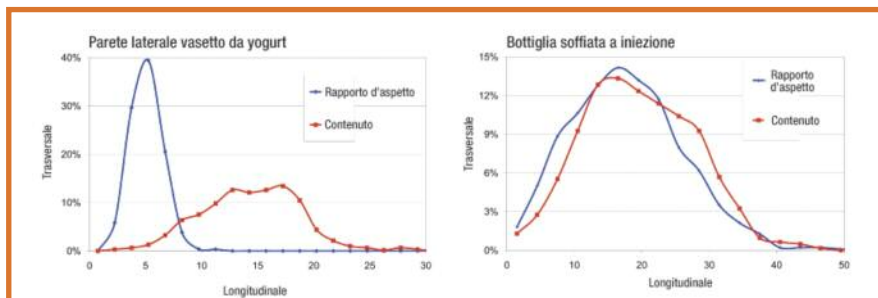 Parete laterale vasetto da yogurt
40%
30%
20%
10%
0%
Trasversale
Rapporto d'aspetto
Contenuto
0 5 10 15 20 25 30
Longitudinale
Bottiglia soffiata a iniezione
15%
12%
9%
6%
3%
0%
Trasversale
Rapporto
d'aspetto
Contenuto
0 10 20 30 40 50
Longitudinale